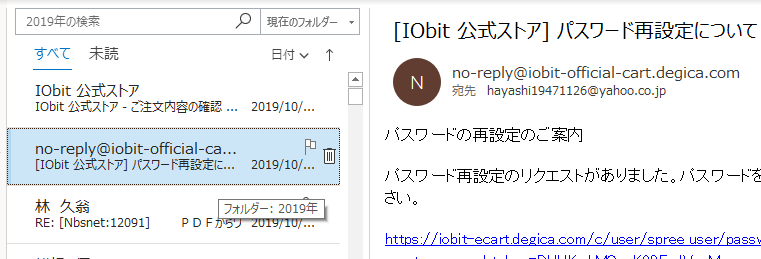 2019年の検索
現在のフォルダー
すべて 未読
日付
IObit 公式ストア
IObit 公式ストア - ご注文内容の確認 ... 2019/10/...
no-reply@iobit-official-ca...
[IObit 公式ストア] パスワード再設定に... 2019/10/...
林 久翁
RE: [Nbsnet:12091] ＰＤＦからワ 2019/10/...
フォルダー: 2019年
[IObit 公式ストア] パスワード再設定について
N
no-reply@iobit-official-cart.degica.com
宛先 hayashi19471126@yahoo.co.jp
パスワードの再設定のご案内
パスワード再設定のリクエストがありました。パスワードを
さい。
https://iobit-ecart.degica.com/c/user/spree_user/passw